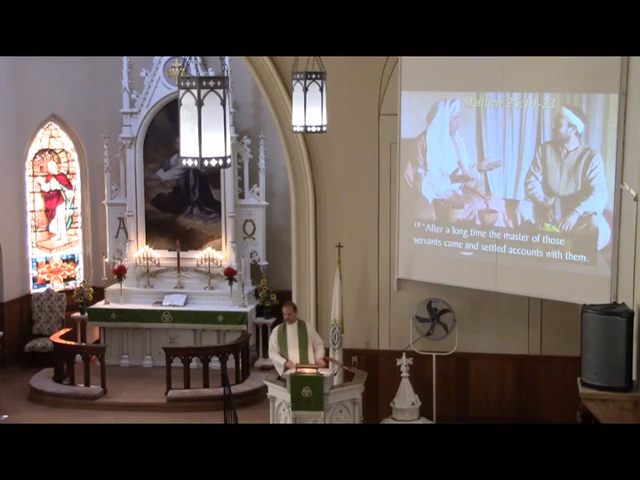 Matthew 25:14-23
19 "After a long time the master of those
servants came and settled accounts with them.
A
Ω